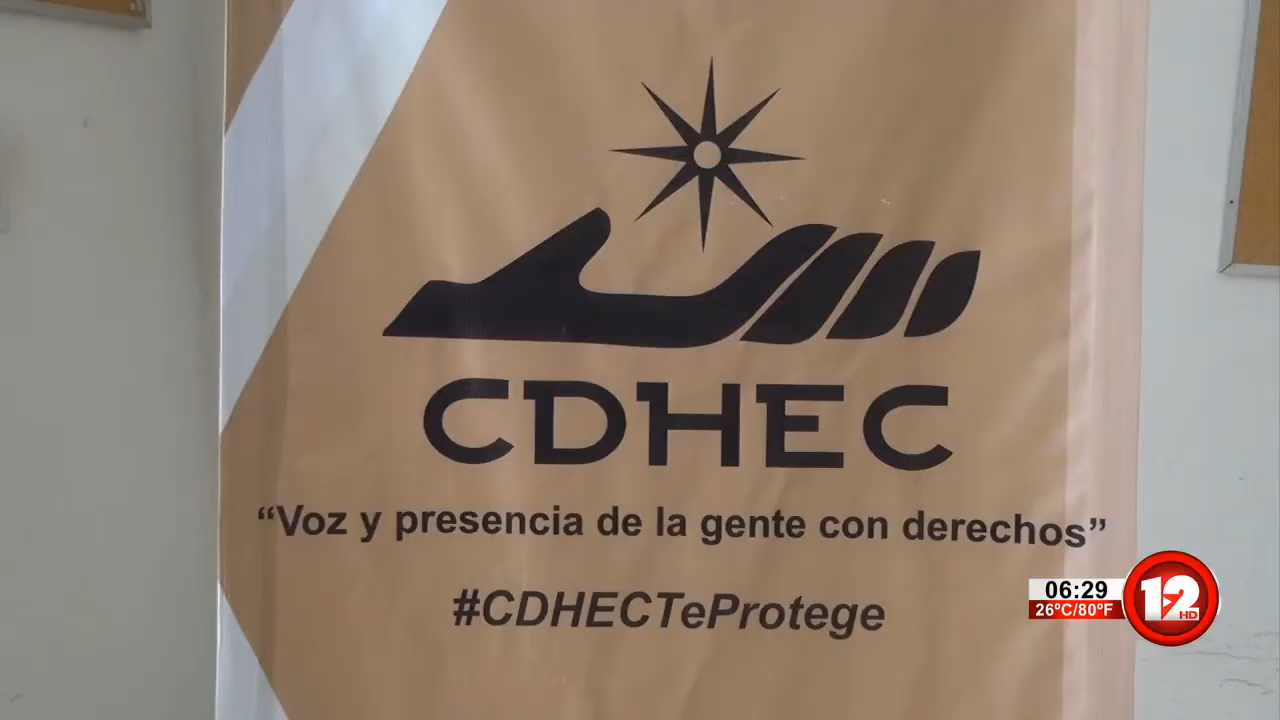 CDHEC
“Voz y presencia de la gente con derechos”
#CDHECTeProtege
06:29
26°C/80°F
12
HD